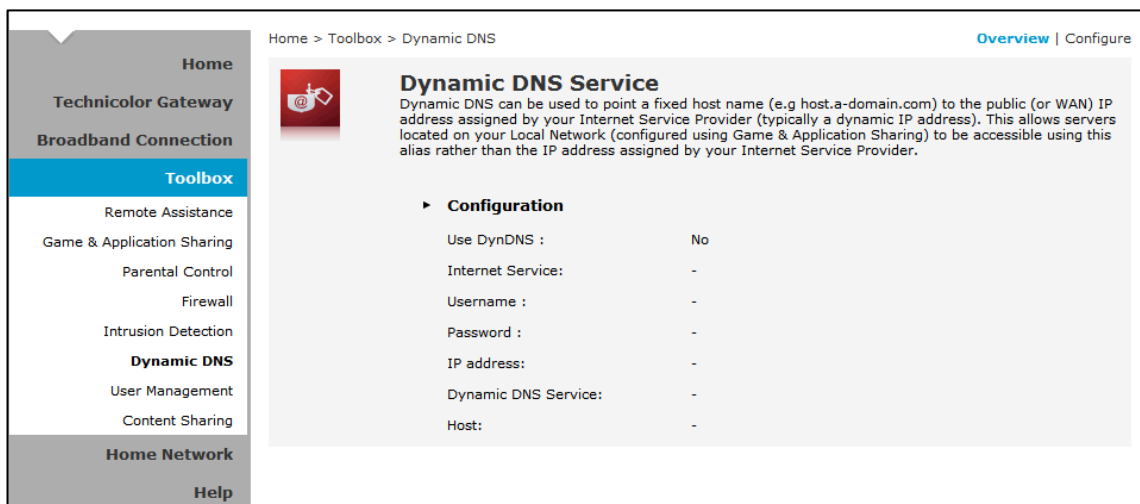 Home > Toolbox > Dynamic DNS
Overview | Configure
Home
Technicolor Gateway
Broadband Connection
Toolbox
Remote Assistance
Game & Application Sharing
Parental Control
Firewall
Intrusion Detection
Dynamic DNS
User Management
Content Sharing
Home Network
Help
@
Dynamic DNS Service
Dynamic DNS can be used to point a fixed host name (e.g host.a-domain.com) to the public (or WAN) IP
address assigned by your Internet Service Provider (typically a dynamic IP address). This allows servers
located on your Local Network (configured using Game & Application Sharing) to be accessible using this
alias rather than the IP address assigned by your Internet Service Provider.
Configuration
Use DynDNS : No
Internet Service: -
Username : -
Password : -
IP address: -
Dynamic DNS Service: -
Host: -